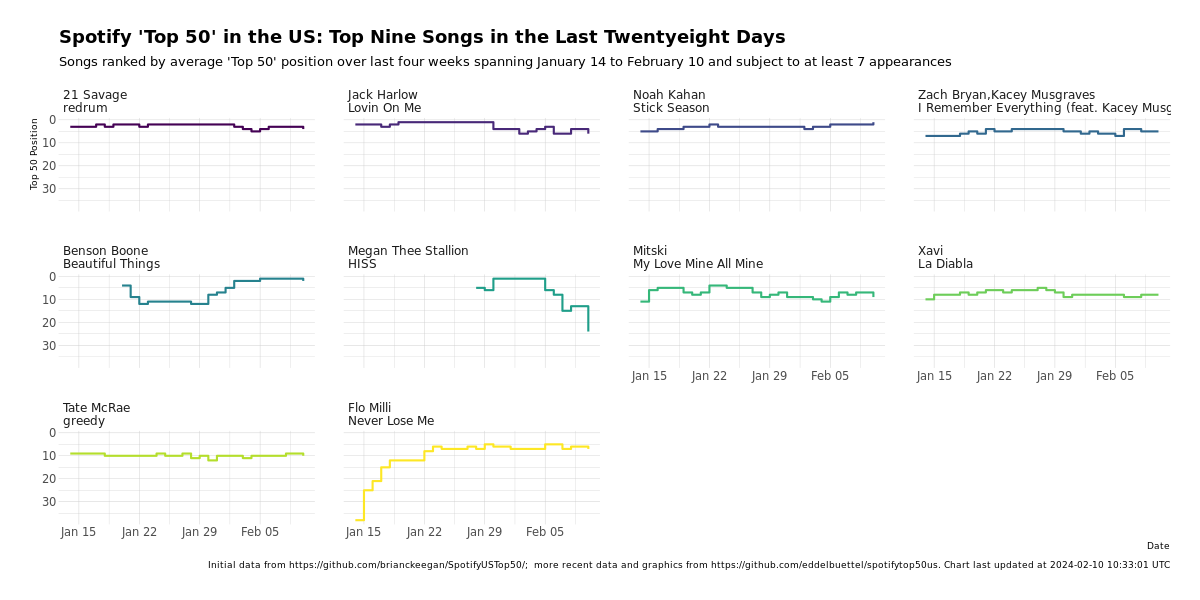 Spotify 'Top 50' in the US: Top Nine Songs in the Last Twentyeight Days
Songs ranked by average 'Top 50' position over last four weeks spanning January 14 to February 10 and subject to at least 7 appearances
21 Savage
redrum
Jack Harlow
Lovin On Me
Noah Kahan
Stick Season
Zach Bryan,Kacey Musgraves
I Remember Everything (feat. Kacey Musg
Top 50 Position
0
10
20
30
Benson Boone
Beautiful Things
Megan Thee Stallion
HISS
Mitski
My Love Mine All Mine
Xavi
La Diabla
0
10
20
30
Jan 15 Jan 22 Jan 29 Feb 05
Jan 15 Jan 22 Jan 29 Feb 05
Tate McRae
greedy
Flo Milli
Never Lose Me
0
10
20
30
Jan 15 Jan 22 Jan 29 Feb 05
Jan 15 Jan 22 Jan 29 Feb 05
Date
Initial data from https://github.com/brianckeegan/SpotifyUSTop50/;  more recent data and graphics from https://github.com/eddelbuettel/spotifytop50us. Chart last updated at 2024-02-10 10:33:01 UTC